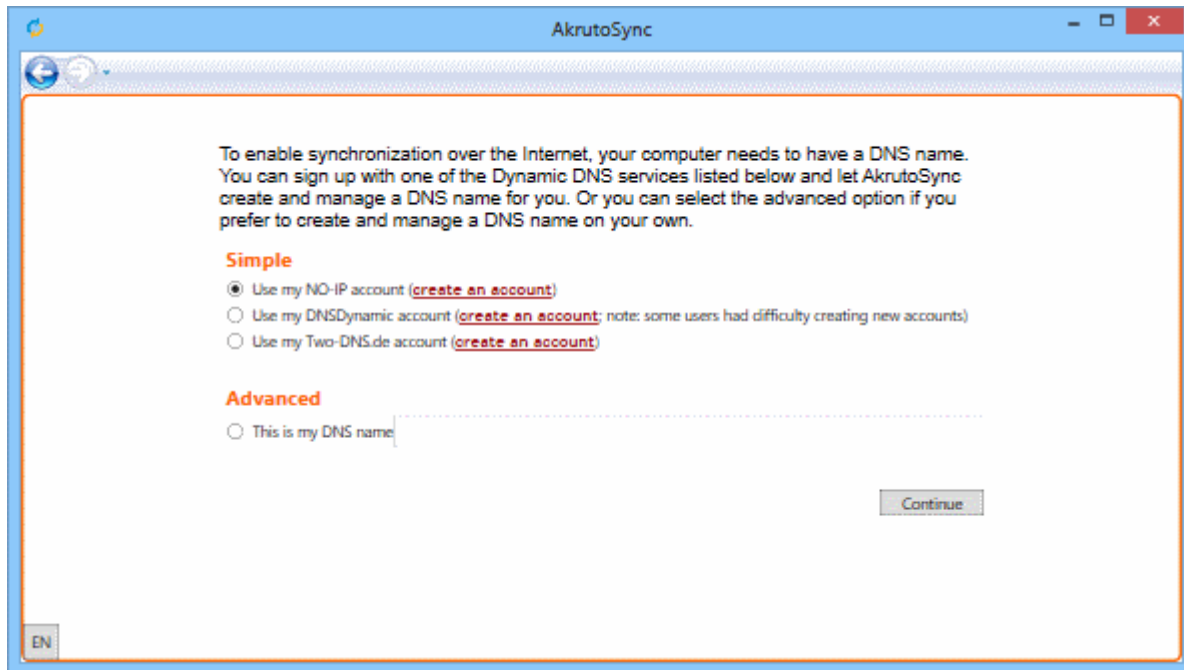 AkrutoSync
To enable synchronization over the Internet, your computer needs to have a DNS name.
You can sign up with one of the Dynamic DNS services listed below and let AkrutoSync
create and manage a DNS name for you. Or you can select the advanced option if you
prefer to create and manage a DNS name on your own.
Simple
Use my NO-IP account (create an account)
Use my DNSDynamic account (create an account; note: some users had difficulty creating new accounts)
Use my Two-DNS.de account (create an account)
Advanced
This is my DNS name
Continue
EN